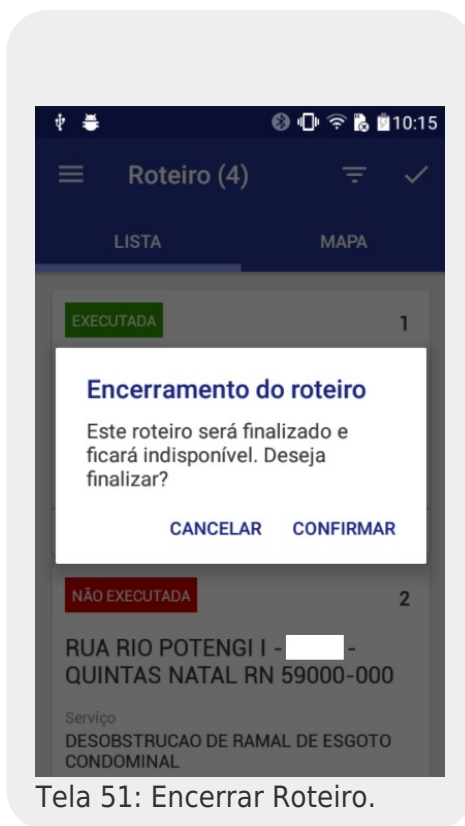 10:15
Roteiro (4)
LISTA MAPA
EXECUTADA 1
Encerramento do roteiro
Este roteiro será finalizado e
ficará indisponível. Deseja
finalizar?
CANCELAR CONFIRMAR
NÃO EXECUTADA 2
RUA RIO POTENGI I - -
QUINTAS NATAL RN 59000-000
Serviço
DESOBSTRUCAO DE RAMAL DE ESGOTO
CONDOMINAL
Tela 51: Encerrar Roteiro.